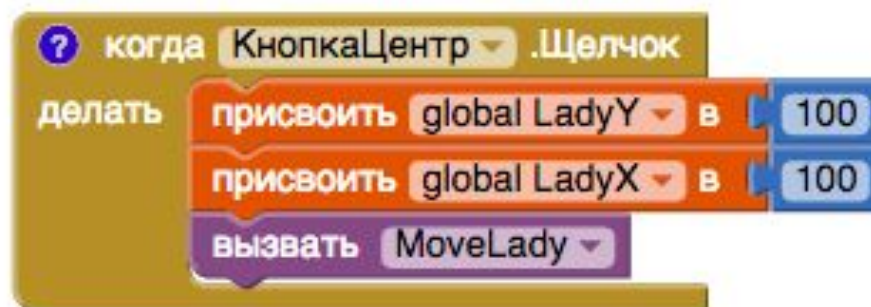 ? когда КнопкаЦентр .Щелчок
делать присвоить global LadyY в 100
присвоить global LadyX в 100
вызвать MoveLady